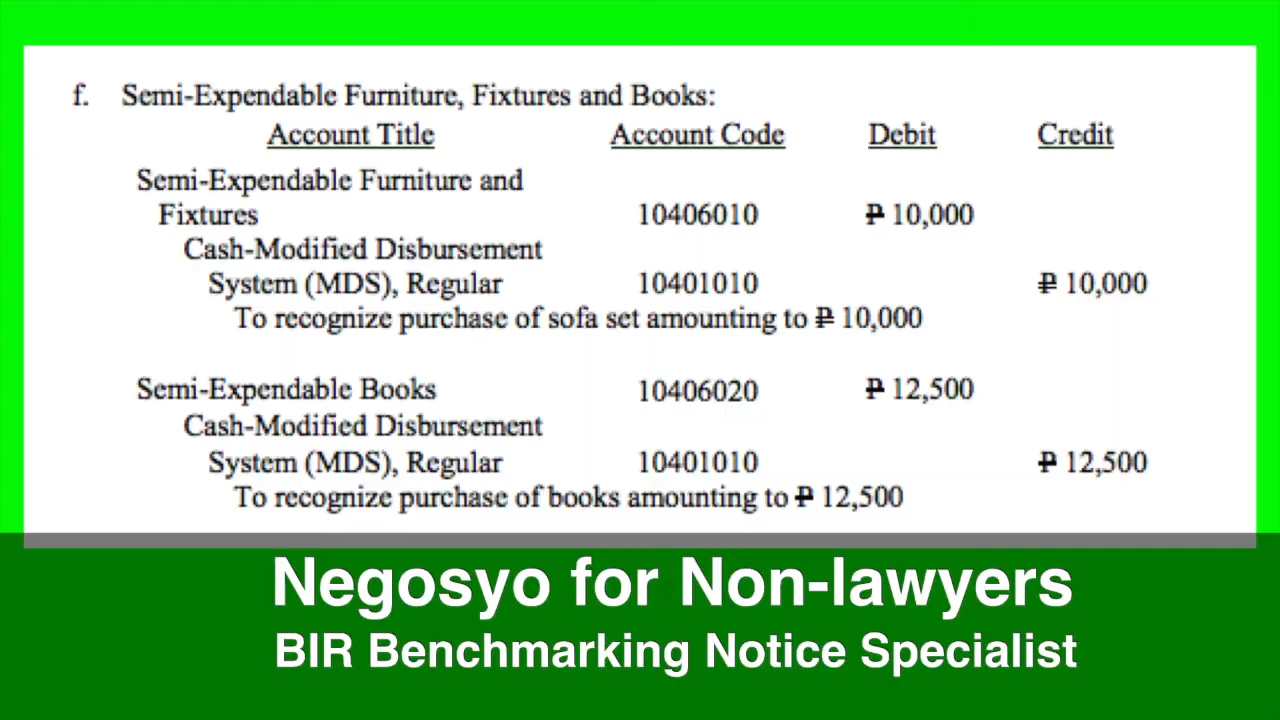 f. Semi-Expendable Furniture, Fixtures and Books:
Account Title Account Code Debit Credit
Semi-Expendable Furniture and
Fixtures 10406010 ₱ 10,000
Cash-Modified Disbursement
System (MDS), Regular 10401010 ₱ 10,000
To recognize purchase of sofa set amounting to ₱ 10,000
Semi-Expendable Books 10406020 ₱ 12,500
Cash-Modified Disbursement
System (MDS), Regular 10401010 ₱ 12,500
To recognize purchase of books amounting to ₱ 12,500
Negosyo for Non-lawyers
BIR Benchmarking Notice Specialist